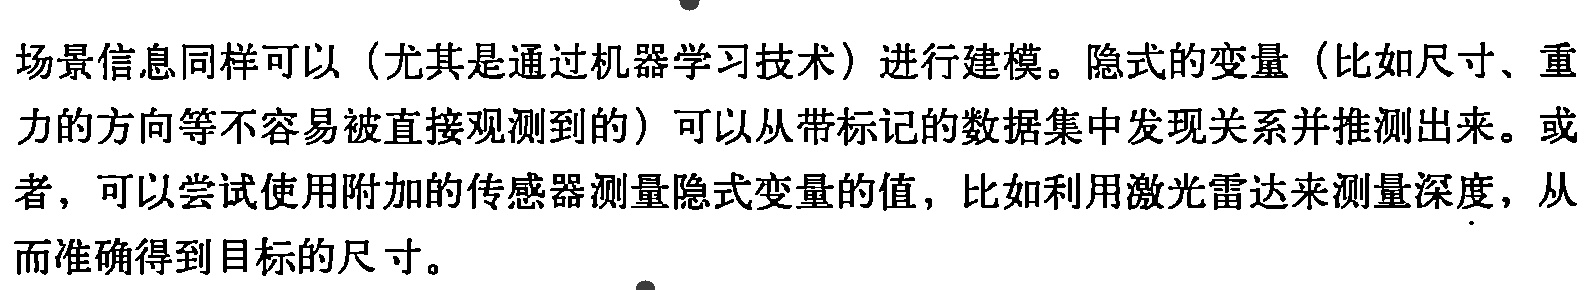 场景信息同样可以（尤其是通过机器学习技术）进行建模。隐式的变量（比如尺寸、重
力的方向等不容易被直接观测到的）可以从带标记的数据集中发现关系并推测出来。或
者，可以尝试使用附加的传感器测量隐式变量的值，比如利用激光雷达来测量深度，从
而准确得到目标的尺寸。